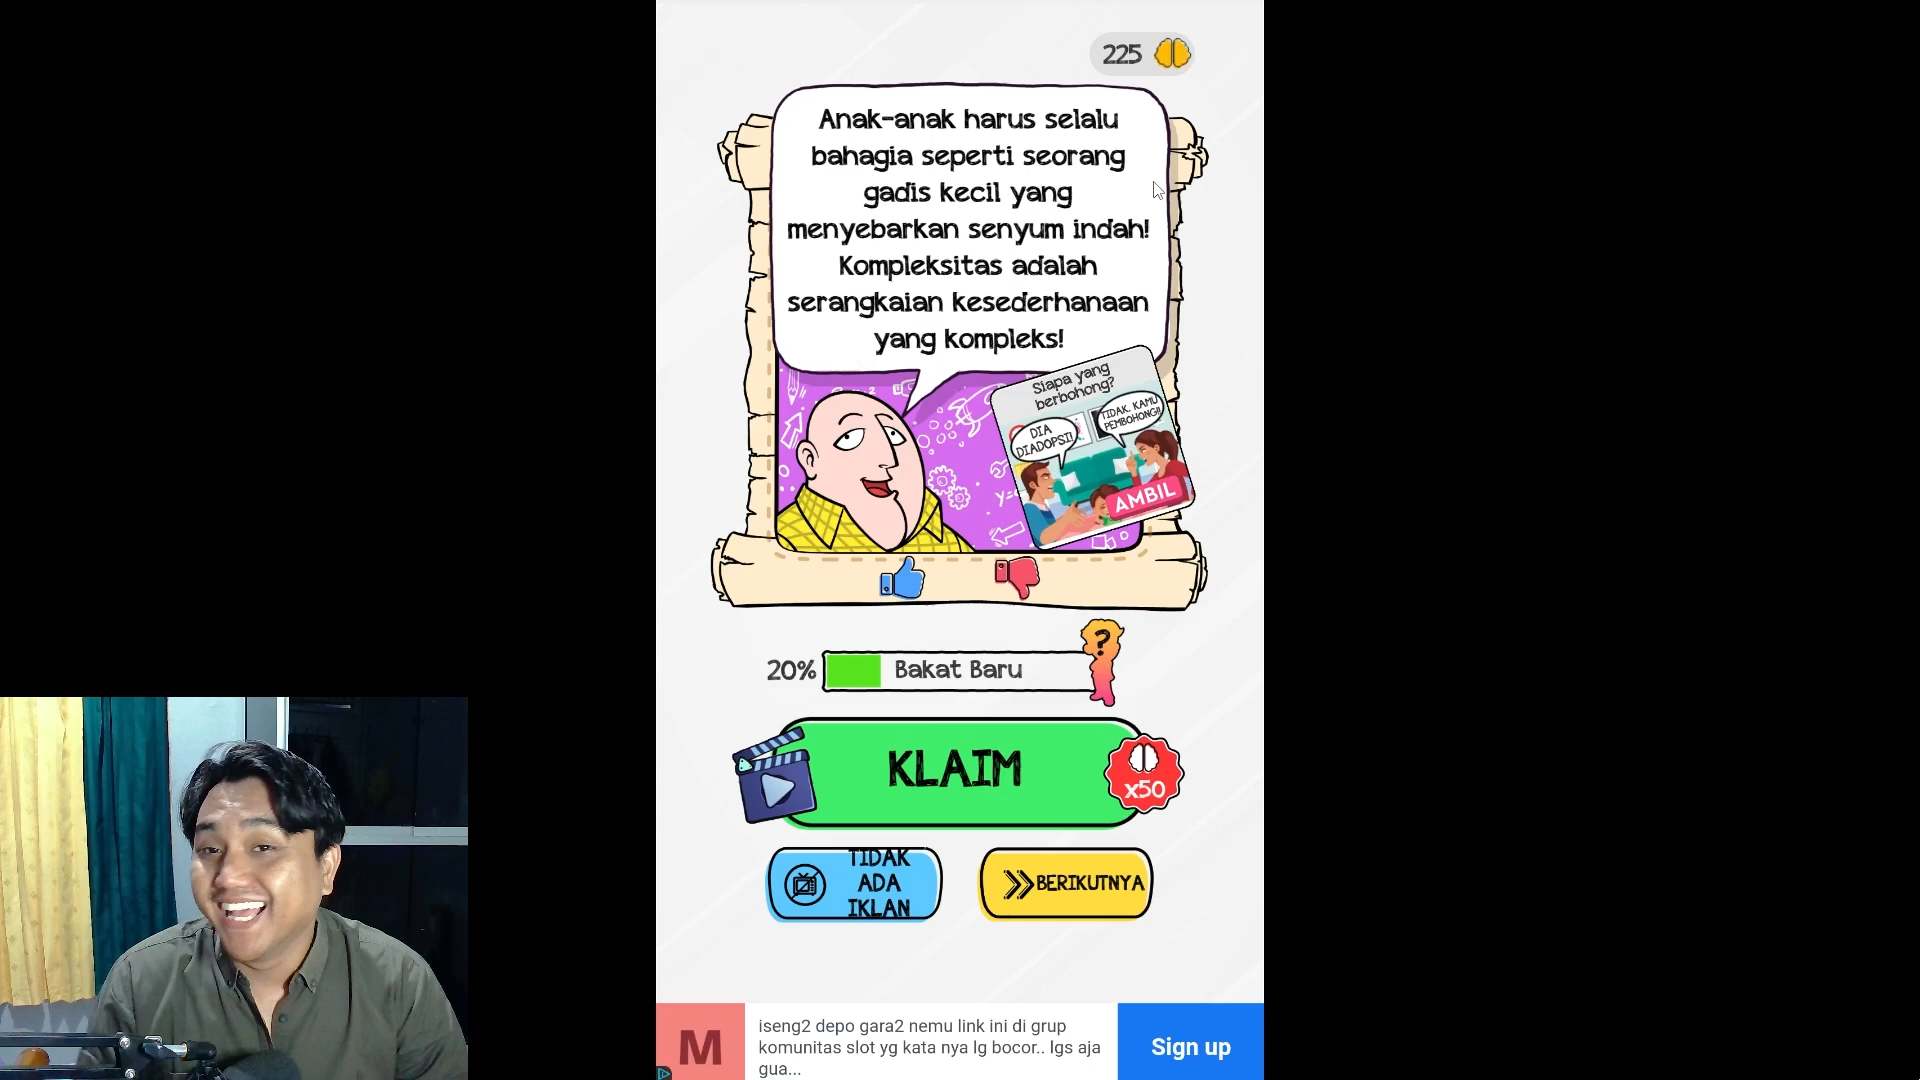 225
Anak-anak harus selalu
bahagia seperti seorang
gadis kecil yang
menyebarkan senyum indah!
Kompleksitas adalah
serangkaian kesederhanaan
yang kompleks!
Siapa yang
berbohong?
DIA
DIADOPSI!
TIDAK. KAMU
PEMBOHONG!!
AMBIL
20%
Bakat Baru
?
KLAIM
x50
TIDAK
ADA
IKLAN
BERIKUTNYA
M
iseng2 depo gara2 nemu link ini di grup
komunitas slot yg kata nya lg bocor.. lgs aja
gua...
Sign up